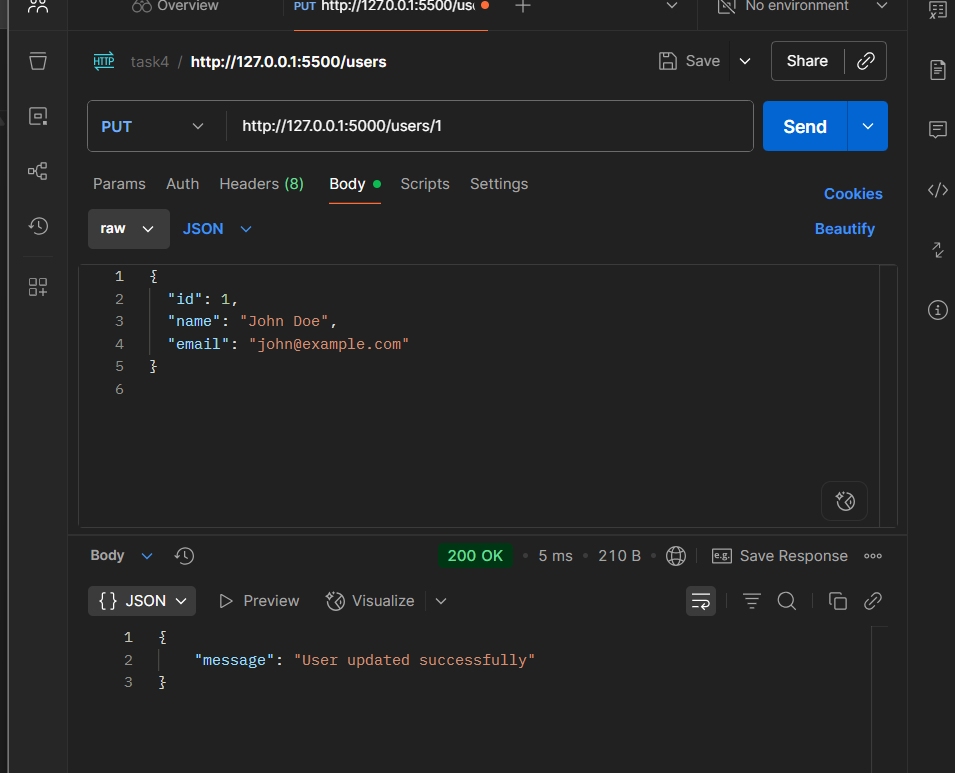 Overview PUT http://127.0.0.1:5500/us No environment
HTTP task4 / http://127.0.0.1:5500/users Save Share
PUT http://127.0.0.1:5000/users/1 Send
Params Auth Headers (8) Body Scripts Settings Cookies
raw JSON Beautify
1 {
2 "id": 1,
3 "name": "John Doe",
4 "email": "john@example.com"
5 }
6
Body 200 OK 5 ms 210 B e.g. Save Response
{} JSON Preview Visualize
1 {
2 "message": "User updated successfully"
3 }